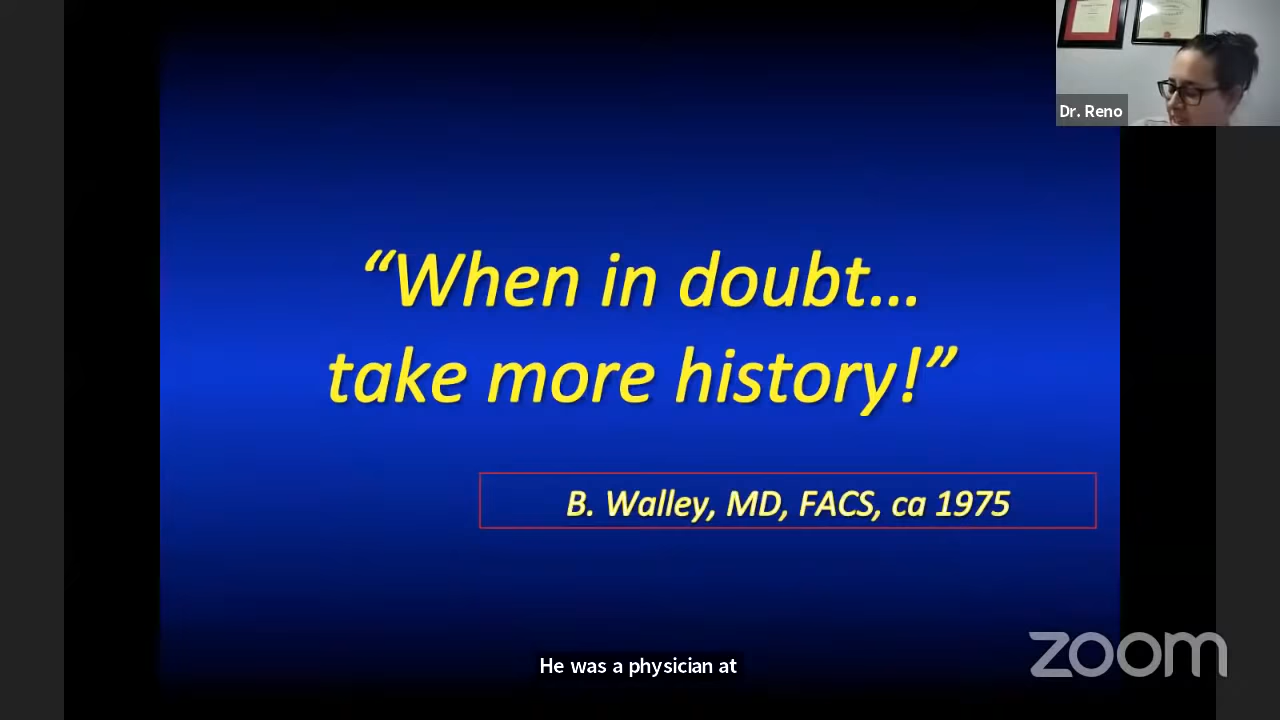 Dr. Reno
“When in doubt...
take more history!”
B. Walley, MD, FACS, ca 1975
He was a physician at
zoom